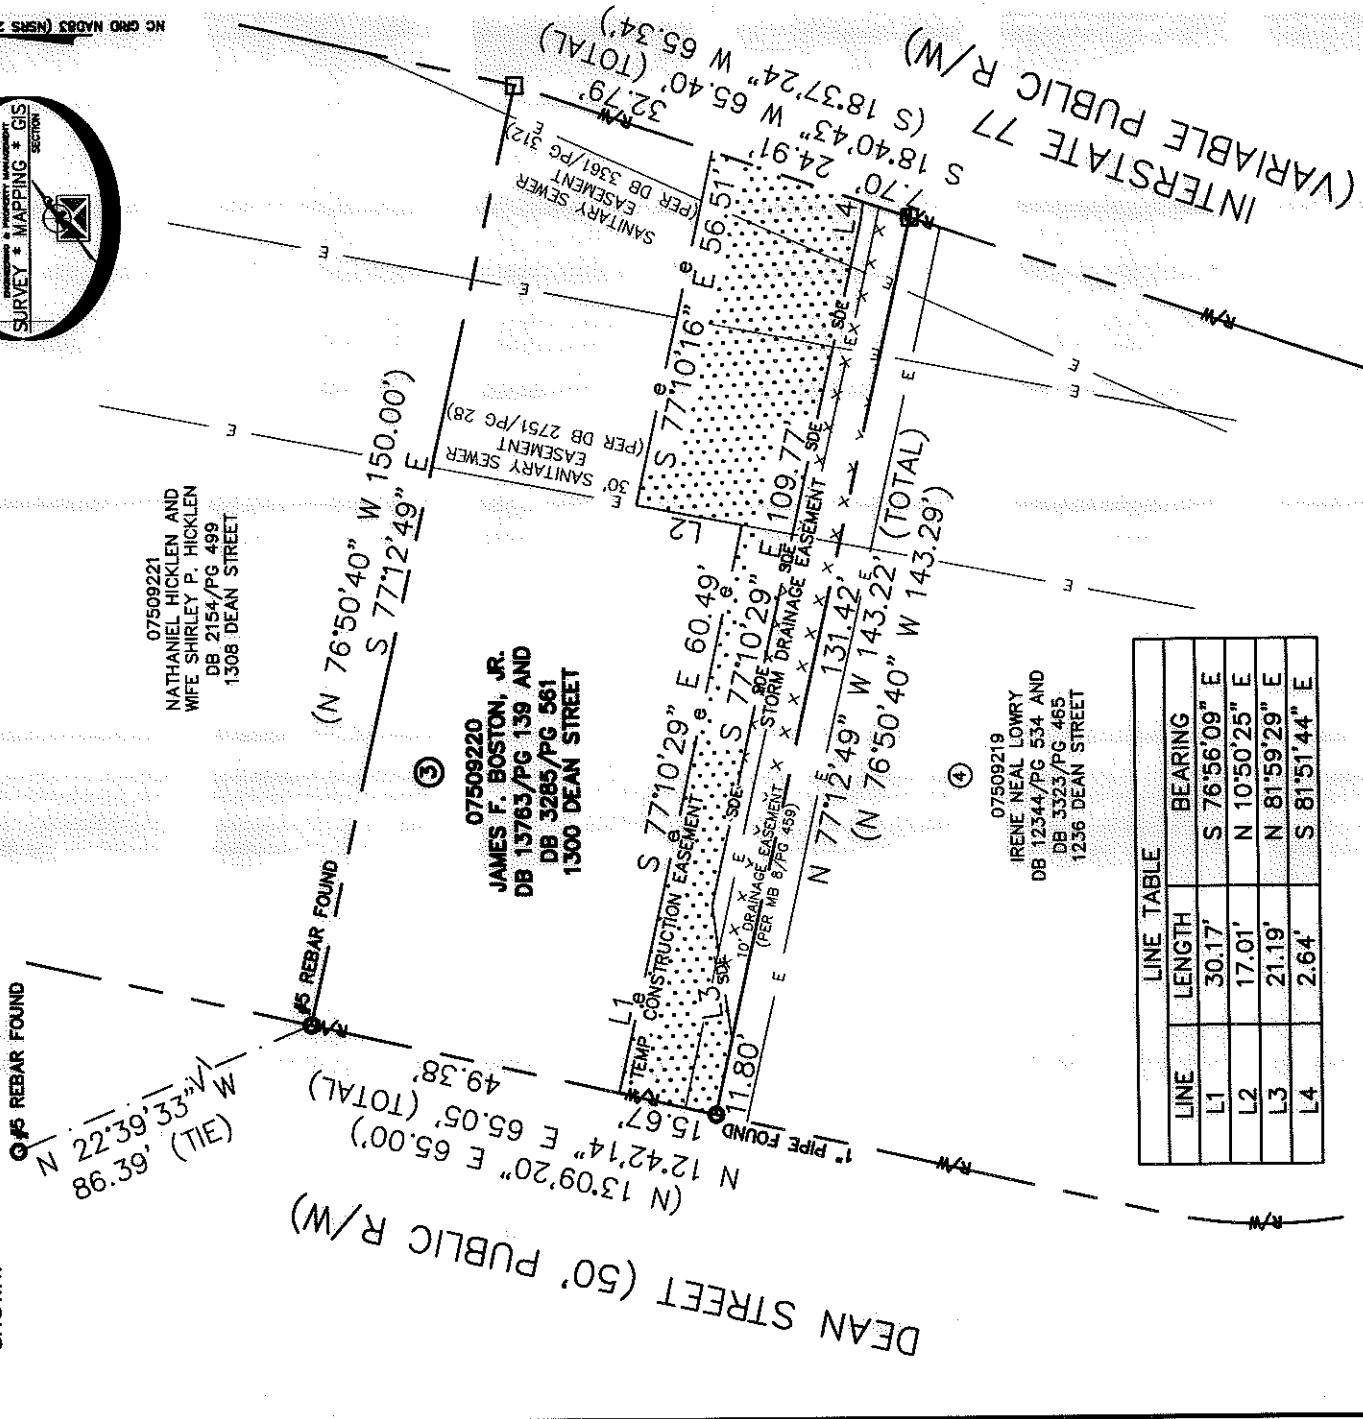 NC GRID NAD83 (NSRS 2
ENGINEERING & PROPERTY MANAGEMENT
SURVEY * MAPPING * GIS
SECTION
#5 REBAR FOUND
N 22°39'33" W
86.39' (TIE)
#5 REBAR FOUND
07509221
NATHANIEL HICKLEN AND
WIFE SHIRLEY P. HICKLEN
DB 2154/PG 499
1308 DEAN STREET
(N 76°50'40" W 150.00')
S 77°12'49" E
SANITARY SEWER
EASEMENT
(PER DB 3361/PG 312)
30' SANITARY SEWER
EASEMENT
(PER DB 2751/PG 28)
INTERSTATE 77
(VARIABLE PUBLIC R/W)
S 18°40'43" W 65.40' (TOTAL)
(S 18°37'24" W 65.34')
32.79'
24.91'
7.70'
R/W
R/W
R/W
3
07509220
JAMES F. BOSTON, JR.
DB 13763/PG 139 AND
DB 3285/PG 561
1300 DEAN STREET
S 77°10'16" E 56.51'
L2
L4
S 77°10'29" E 60.49'
L1
TEMP. CONSTRUCTION EASEMENT
S 77°10'29" E 109.77'
L3
SDE
SDE
SDE
SDE
SDE
SDE
STORM DRAINAGE EASEMENT
10' DRAINAGE EASEMENT
(PER MB 8/PG 459)
131.42'
11.80'
N 77°12'49" W 143.22' (TOTAL)
(N 76°50'40" W 143.29')
49.38'
15.67'
N 12°42'14" E 65.05' (TOTAL)
(N 13°09'20" E 65.00')
R/W
R/W
1" PIPE FOUND
R/W
R/W
DEAN STREET (50' PUBLIC R/W)
4
07509219
IRENE NEAL LOWRY
DB 12344/PG 534 AND
DB 3323/PG 465
1236 DEAN STREET
LINE TABLE
LINE LENGTH BEARING
L1 30.17' S 76°56'09" E
L2 17.01' N 10°50'25" E
L3 21.19' N 81°59'29" E
L4 2.64' S 81°51'44" E